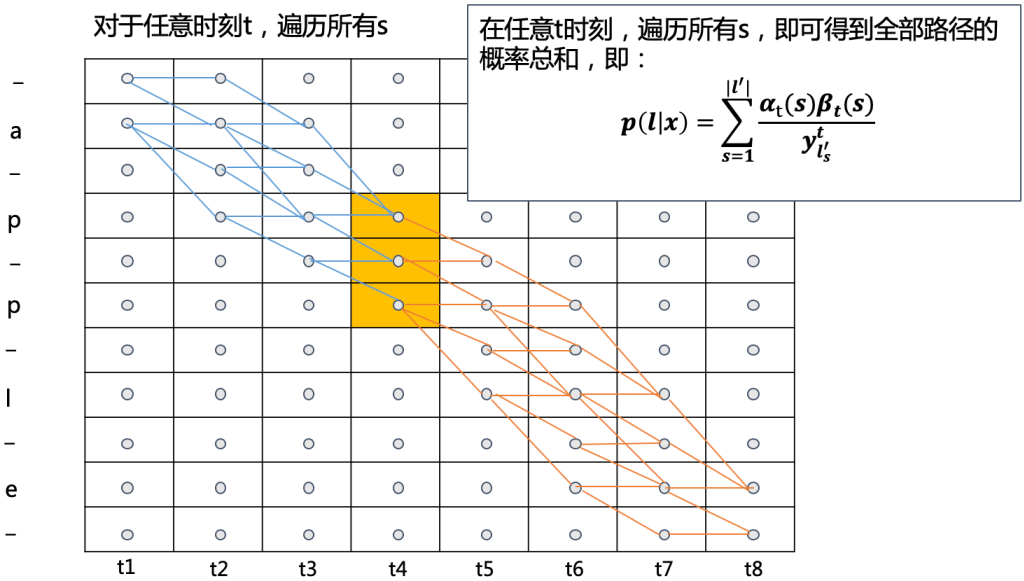 对于任意时刻t，遍历所有s
在任意t时刻，遍历所有s，即可得到全部路径的
概率总和，即：
p(l|x) = \sum_{s=1}^{|l'|} \frac{α_t(s)β_t(s)}{y^t_{l'_s}}
–
a
–
p
–
p
–
l
–
e
–
t1 t2 t3 t4 t5 t6 t7 t8